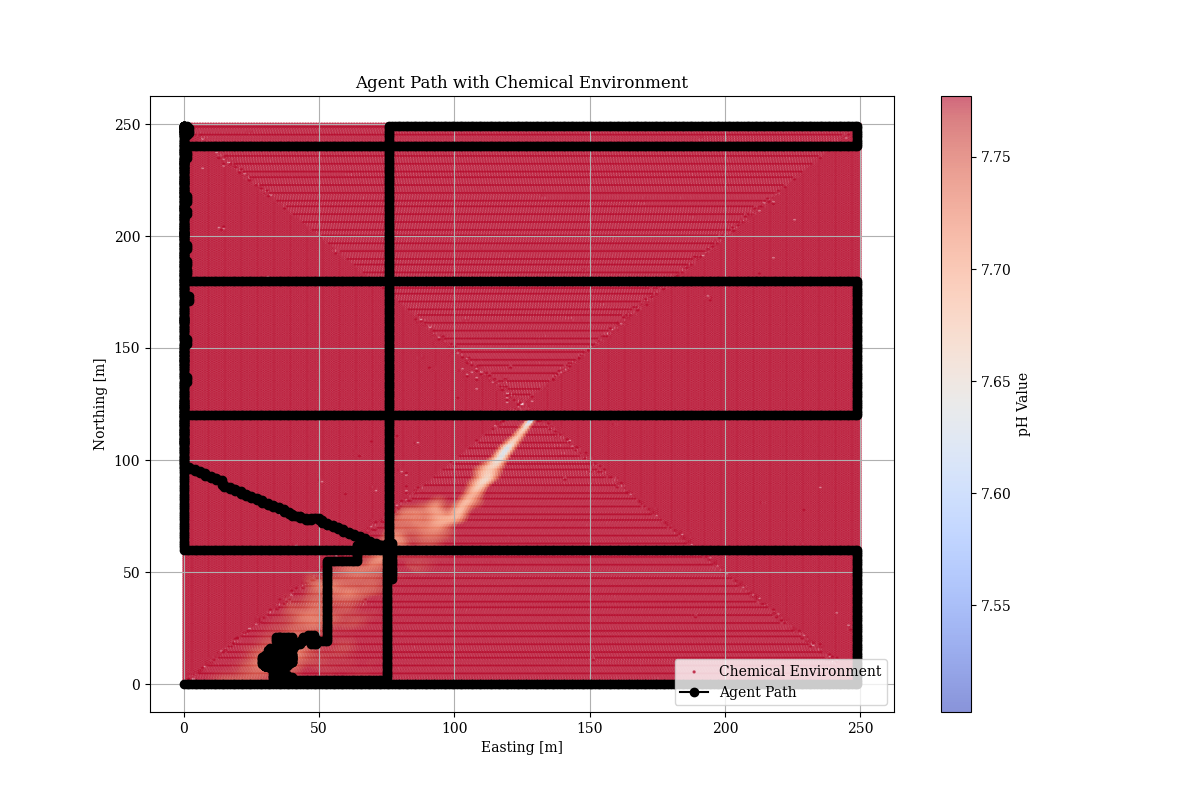 Agent Path with Chemical Environment
250
200
150
100
50
0
Northing [m]
0
50
100
150
200
250
Easting [m]
Chemical Environment
Agent Path
7.75
7.70
7.65
7.60
7.55
pH Value